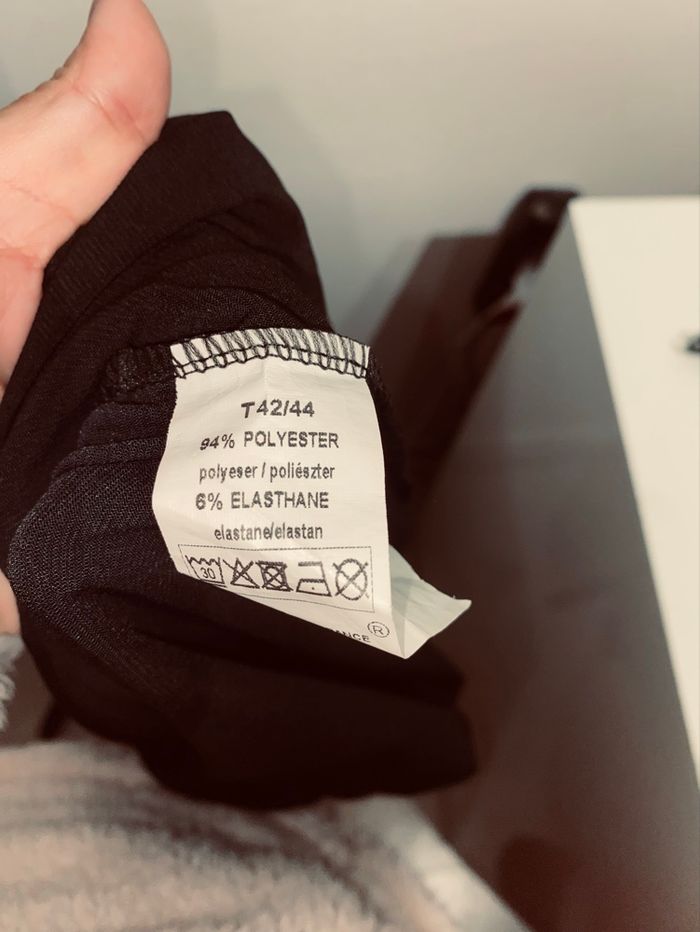 T42/44
94% POLYESTER
polyeser / poliészter
6% ELASTHANE
elastane/elastan
30
®